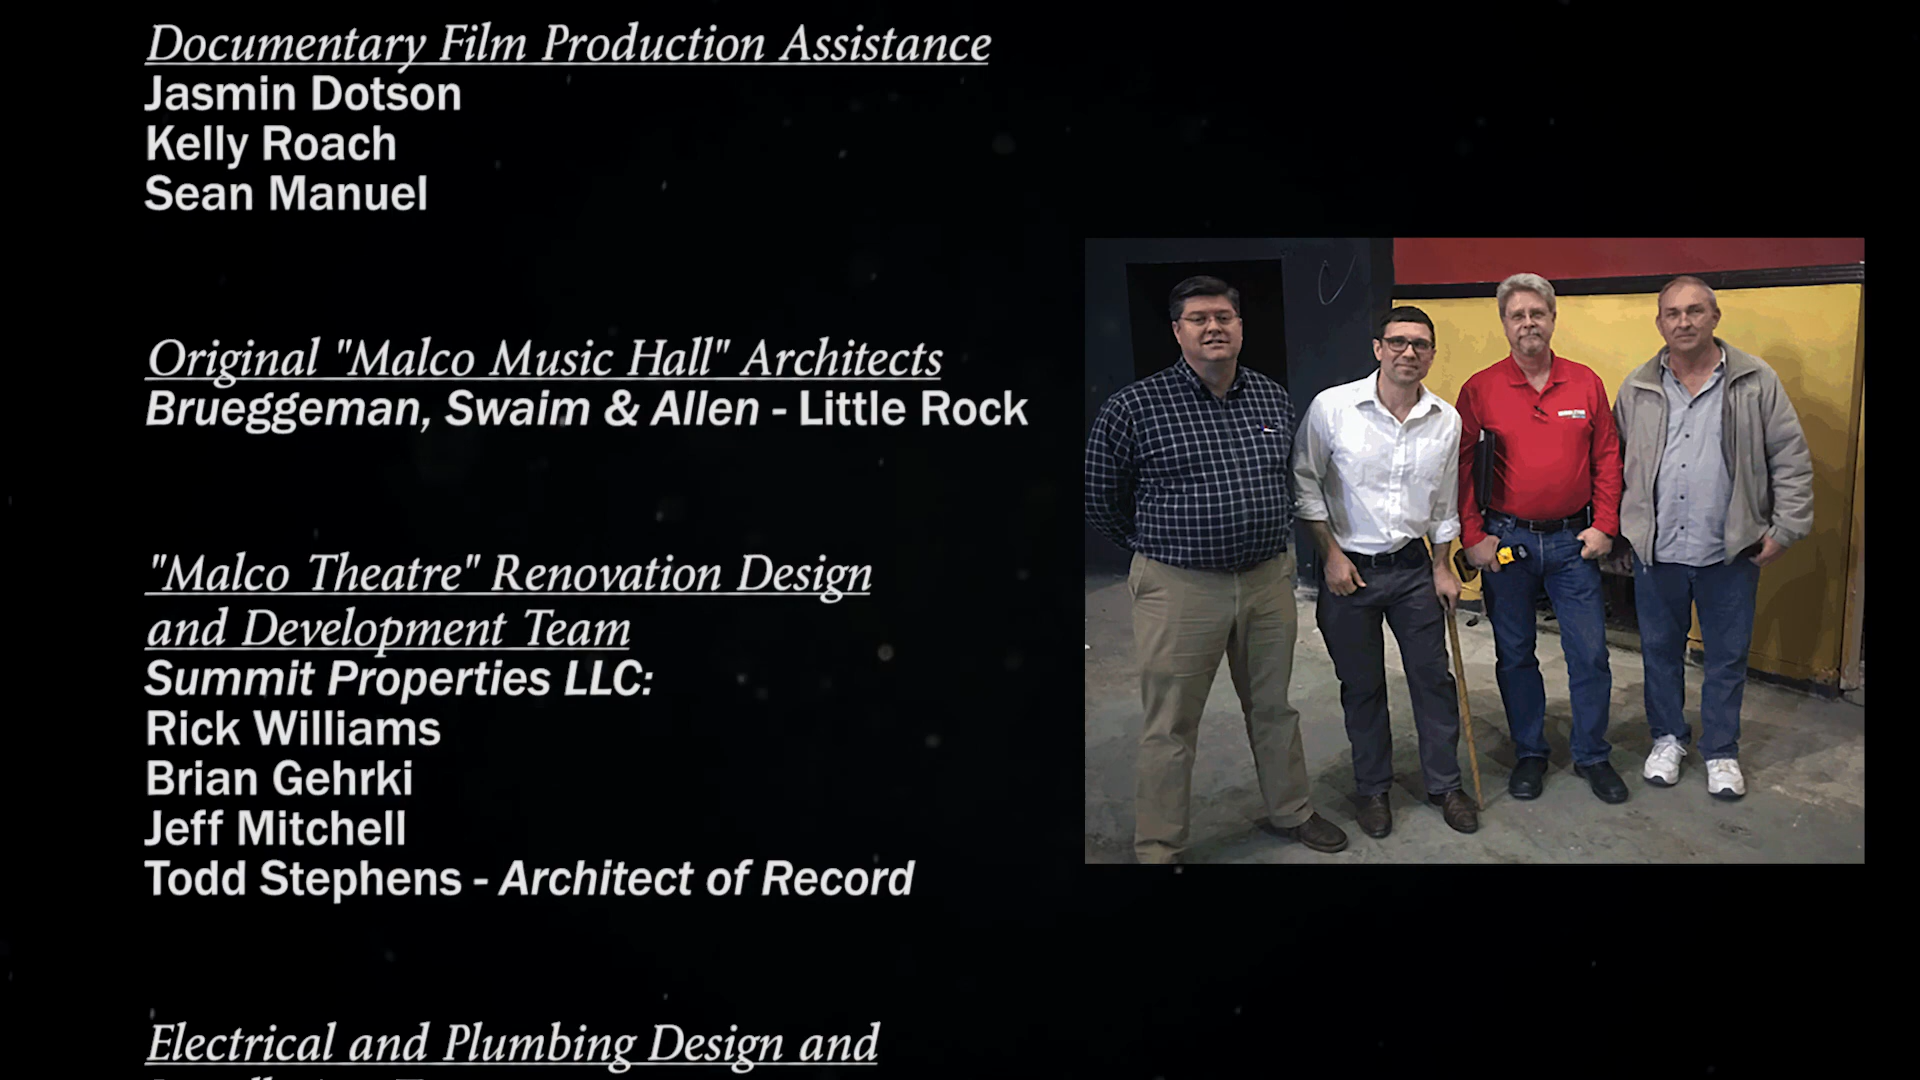 Documentary Film Production Assistance
Jasmin Dotson
Kelly Roach
Sean Manuel
Original "Malco Music Hall" Architects
Brueggeman, Swaim & Allen - Little Rock
"Malco Theatre" Renovation Design
and Development Team
Summit Properties LLC:
Rick Williams
Brian Gehrki
Jeff Mitchell
Todd Stephens - Architect of Record
Electrical and Plumbing Design and